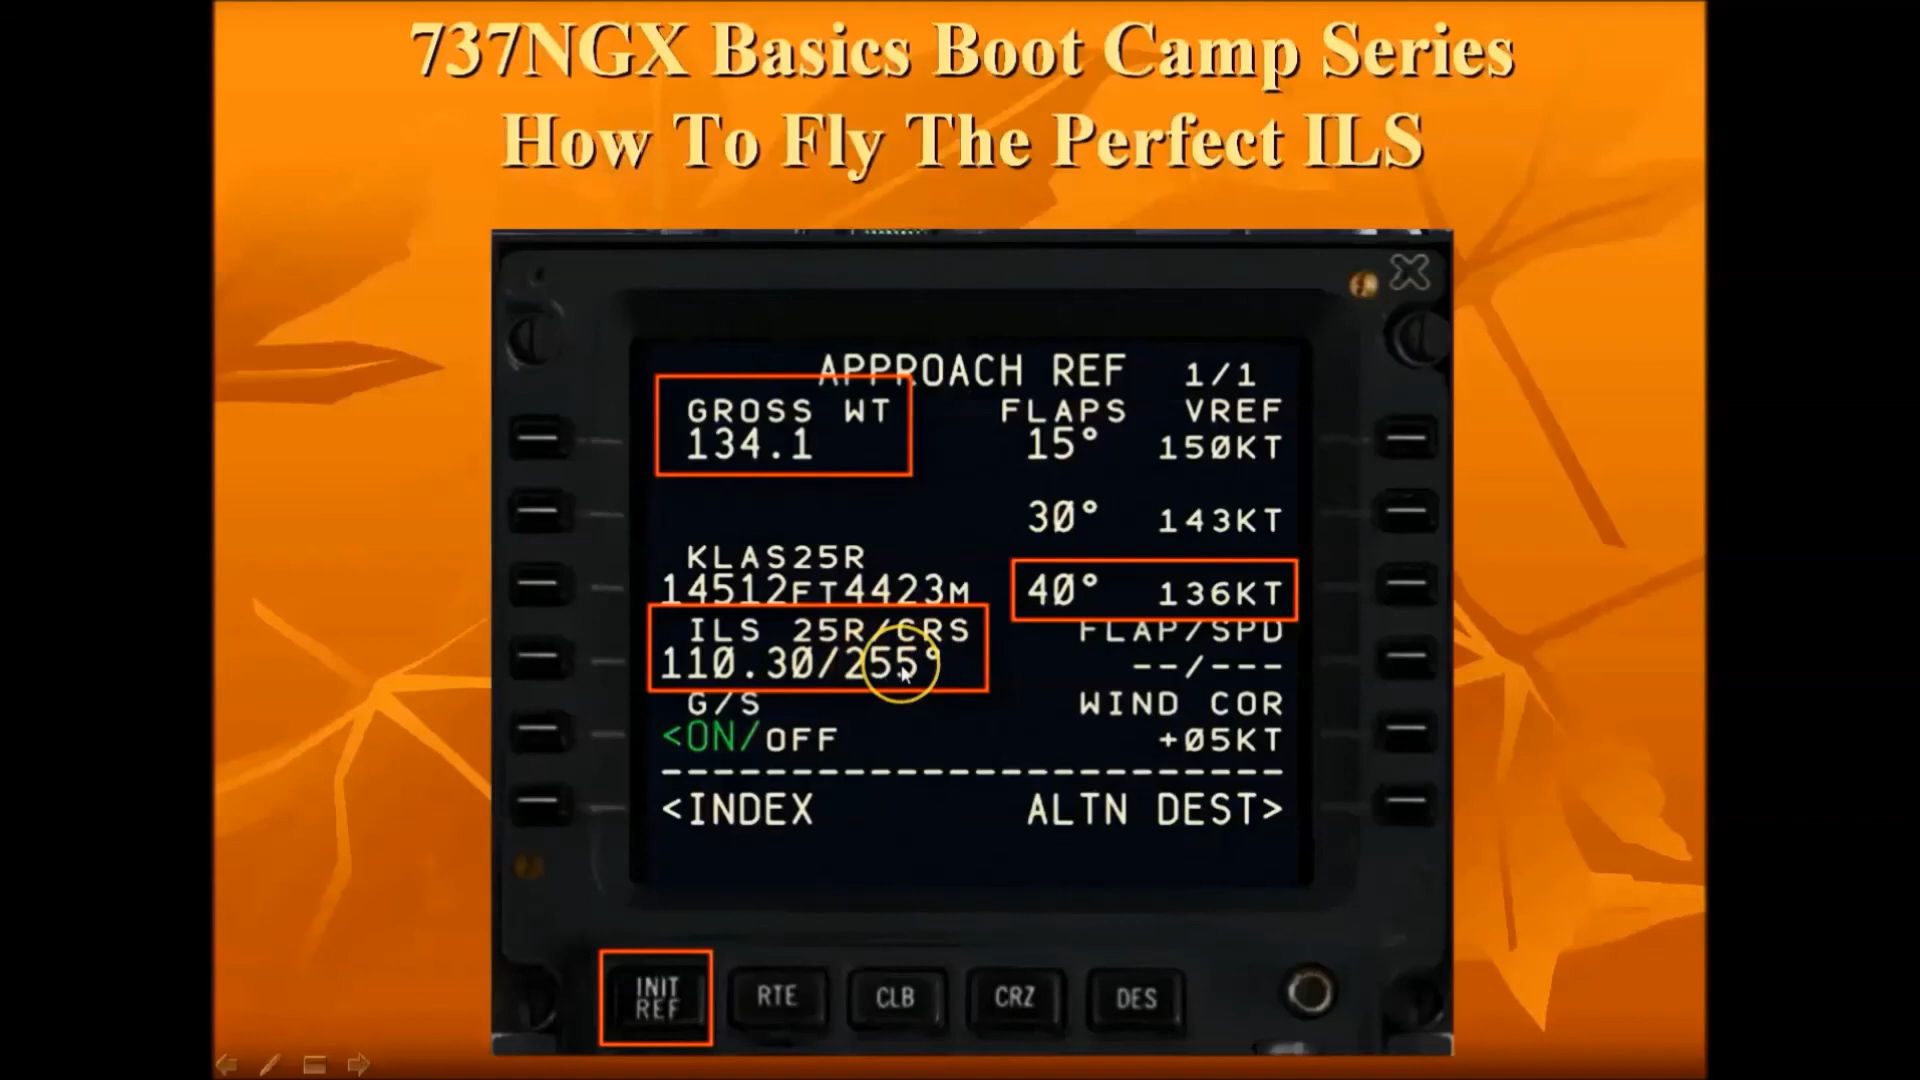 737NGX Basics Boot Camp Series
How To Fly The Perfect ILS
APPROACH REF 1/1
GROSS WT FLAPS VREF
134.1 15° 150KT
30° 143KT
KLAS25R
14512FT4423M 40° 136KT
ILS 25R/CRS FLAP/SPD
110.30/255° --/---
G/S WIND COR
<ON/OFF +05KT
------------------------
<INDEX ALTN DEST>
INIT REF RTE CLB CRZ DES